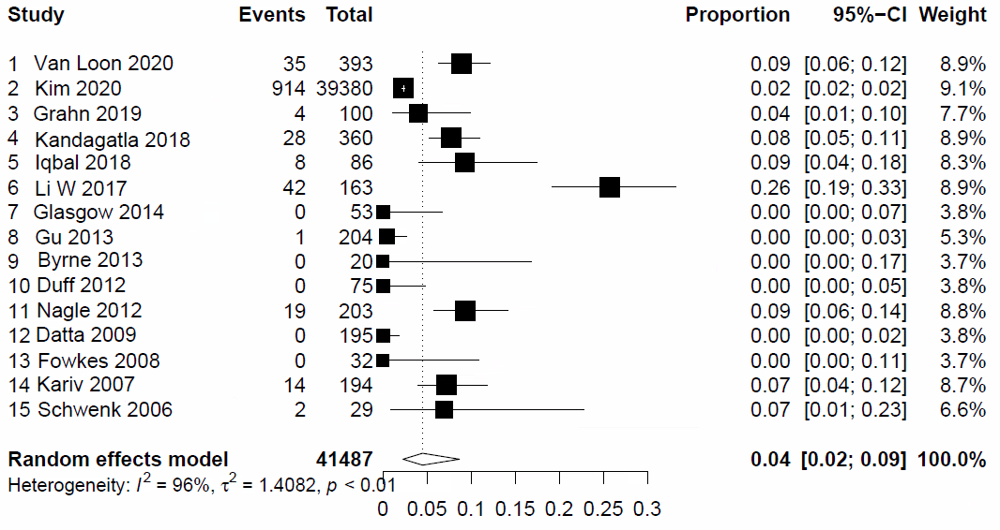 Study Events Total Proportion 95%−CI Weight
1 Van Loon 2020 35 393 0.09 [0.06; 0.12] 8.9%
2 Kim 2020 914 39380 0.02 [0.02; 0.02] 9.1%
3 Grahn 2019 4 100 0.04 [0.01; 0.10] 7.7%
4 Kandagatla 2018 28 360 0.08 [0.05; 0.11] 8.9%
5 Iqbal 2018 8 86 0.09 [0.04; 0.18] 8.3%
6 Li W 2017 42 163 0.26 [0.19; 0.33] 8.9%
7 Glasgow 2014 0 53 0.00 [0.00; 0.07] 3.8%
8 Gu 2013 1 204 0.00 [0.00; 0.03] 5.3%
9 Byrne 2013 0 20 0.00 [0.00; 0.17] 3.7%
10 Duff 2012 0 75 0.00 [0.00; 0.05] 3.8%
11 Nagle 2012 19 203 0.09 [0.06; 0.14] 8.8%
12 Datta 2009 0 195 0.00 [0.00; 0.02] 3.8%
13 Fowkes 2008 0 32 0.00 [0.00; 0.11] 3.7%
14 Kariv 2007 14 194 0.07 [0.04; 0.12] 8.7%
15 Schwenk 2006 2 29 0.07 [0.01; 0.23] 6.6%
Random effects model 41487 0.04 [0.02; 0.09] 100.0%
Heterogeneity: I² = 96%, τ² = 1.4082, p < 0.01
0 0.05 0.1 0.15 0.2 0.25 0.3